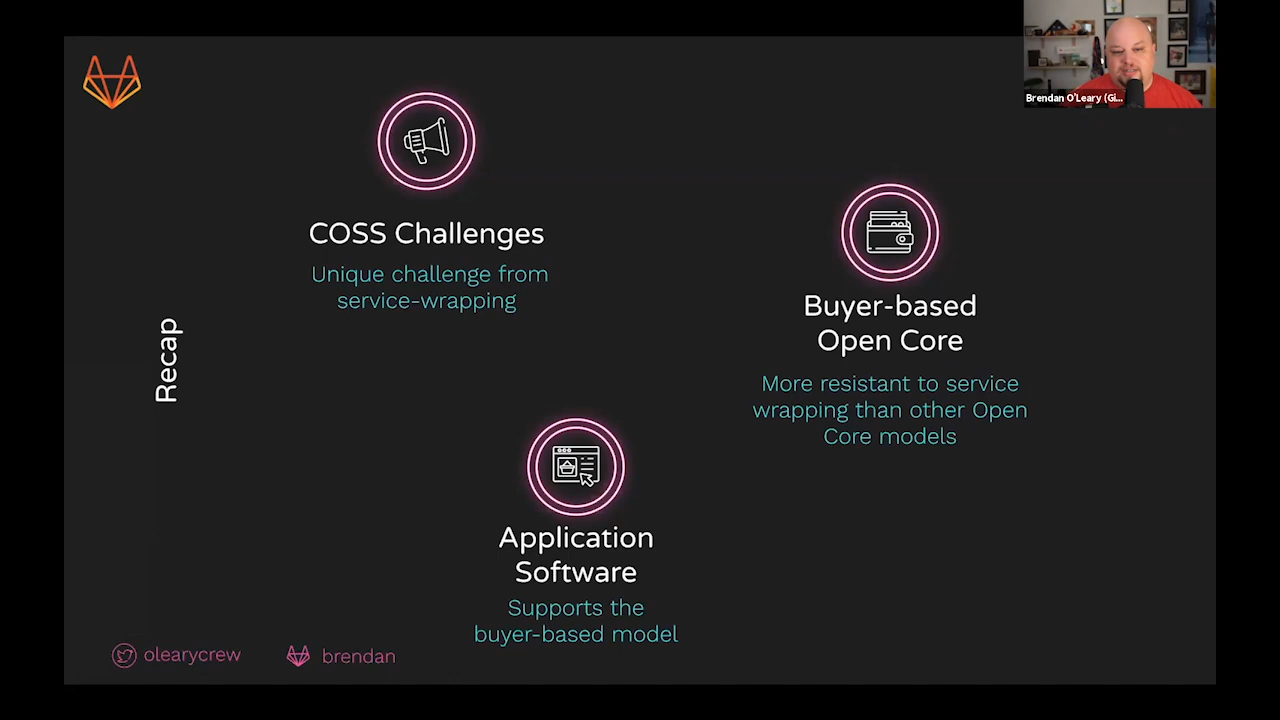 Brendan O'Leary (Gi...
COSS Challenges
Unique challenge from
service-wrapping
Buyer-based
Open Core
More resistant to service
wrapping than other Open
Core models
Recap
Application
Software
Supports the
buyer-based model
olearycrew
brendan